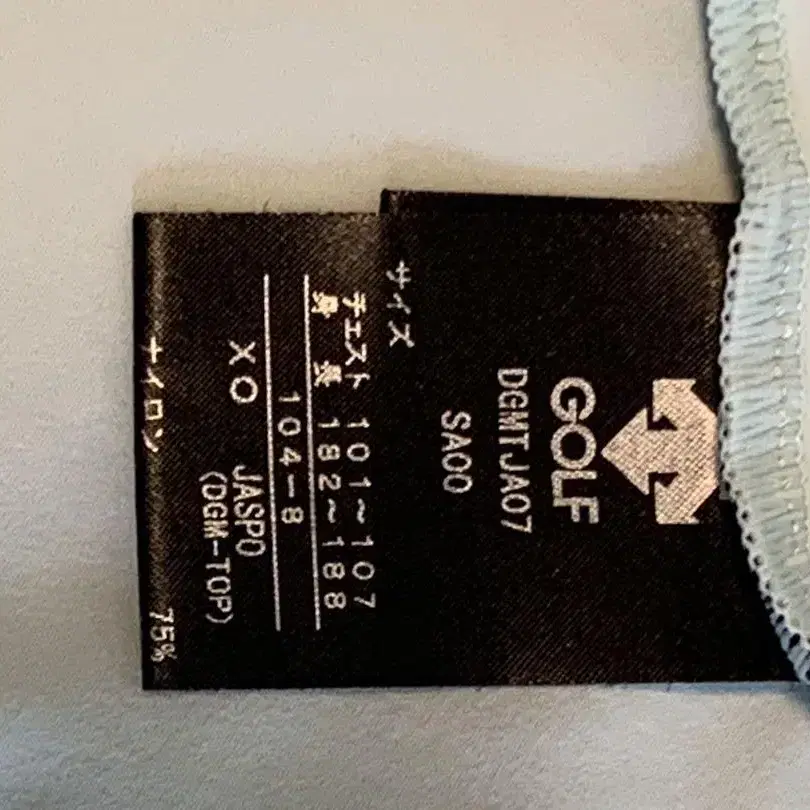 GOLF
DGMTJA07
SA00
サイズ
チェスト 101~107
身長 182~188
104-8
XO JASPO
(DGM-TOP)
ナイロン 75%